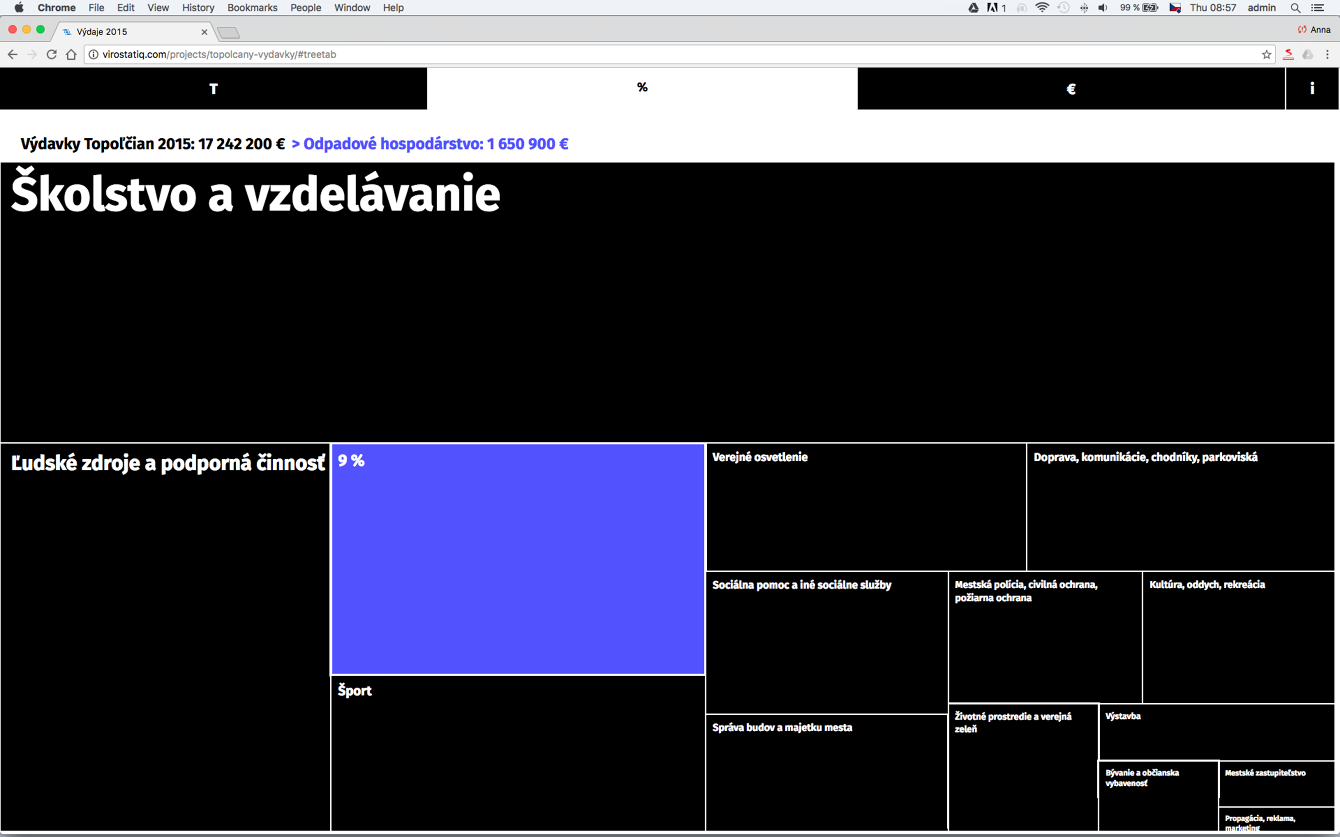 Chrome File Edit View History Bookmarks People Window Help
1 99 % Thu 08:57 admin
Výdaje 2015
Anna
virostatiq.com/projects/topolcany-vydavky/#treetab
T % € i
Výdavky Topoľčian 2015: 17 242 200 € > Odpadové hospodárstvo: 1 650 900 €
Školstvo a vzdelávanie
Ľudské zdroje a podporná činnosť
9 %
Verejné osvetlenie
Doprava, komunikácie, chodníky, parkoviská
Sociálna pomoc a iné sociálne služby
Mestská polícia, civilná ochrana,
požiarna ochrana
Kultúra, oddych, rekreácia
Šport
Správa budov a majetku mesta
Životné prostredie a verejná
zeleň
Výstavba
Bývanie a občianska
vybavenosť
Mestské zastupiteľstvo
Propagácia, reklama,
marketing